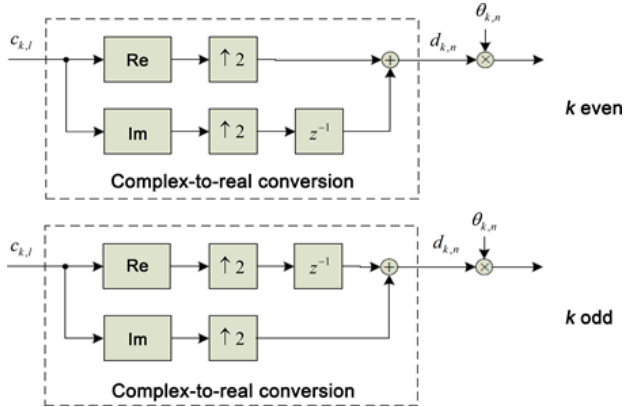 θk,n
ck,l Re ↑ 2 + dk,n ×
k even
Im ↑ 2 z−1
Complex-to-real conversion
θk,n
ck,l Re ↑ 2 z−1 + dk,n ×
k odd
Im ↑ 2
Complex-to-real conversion